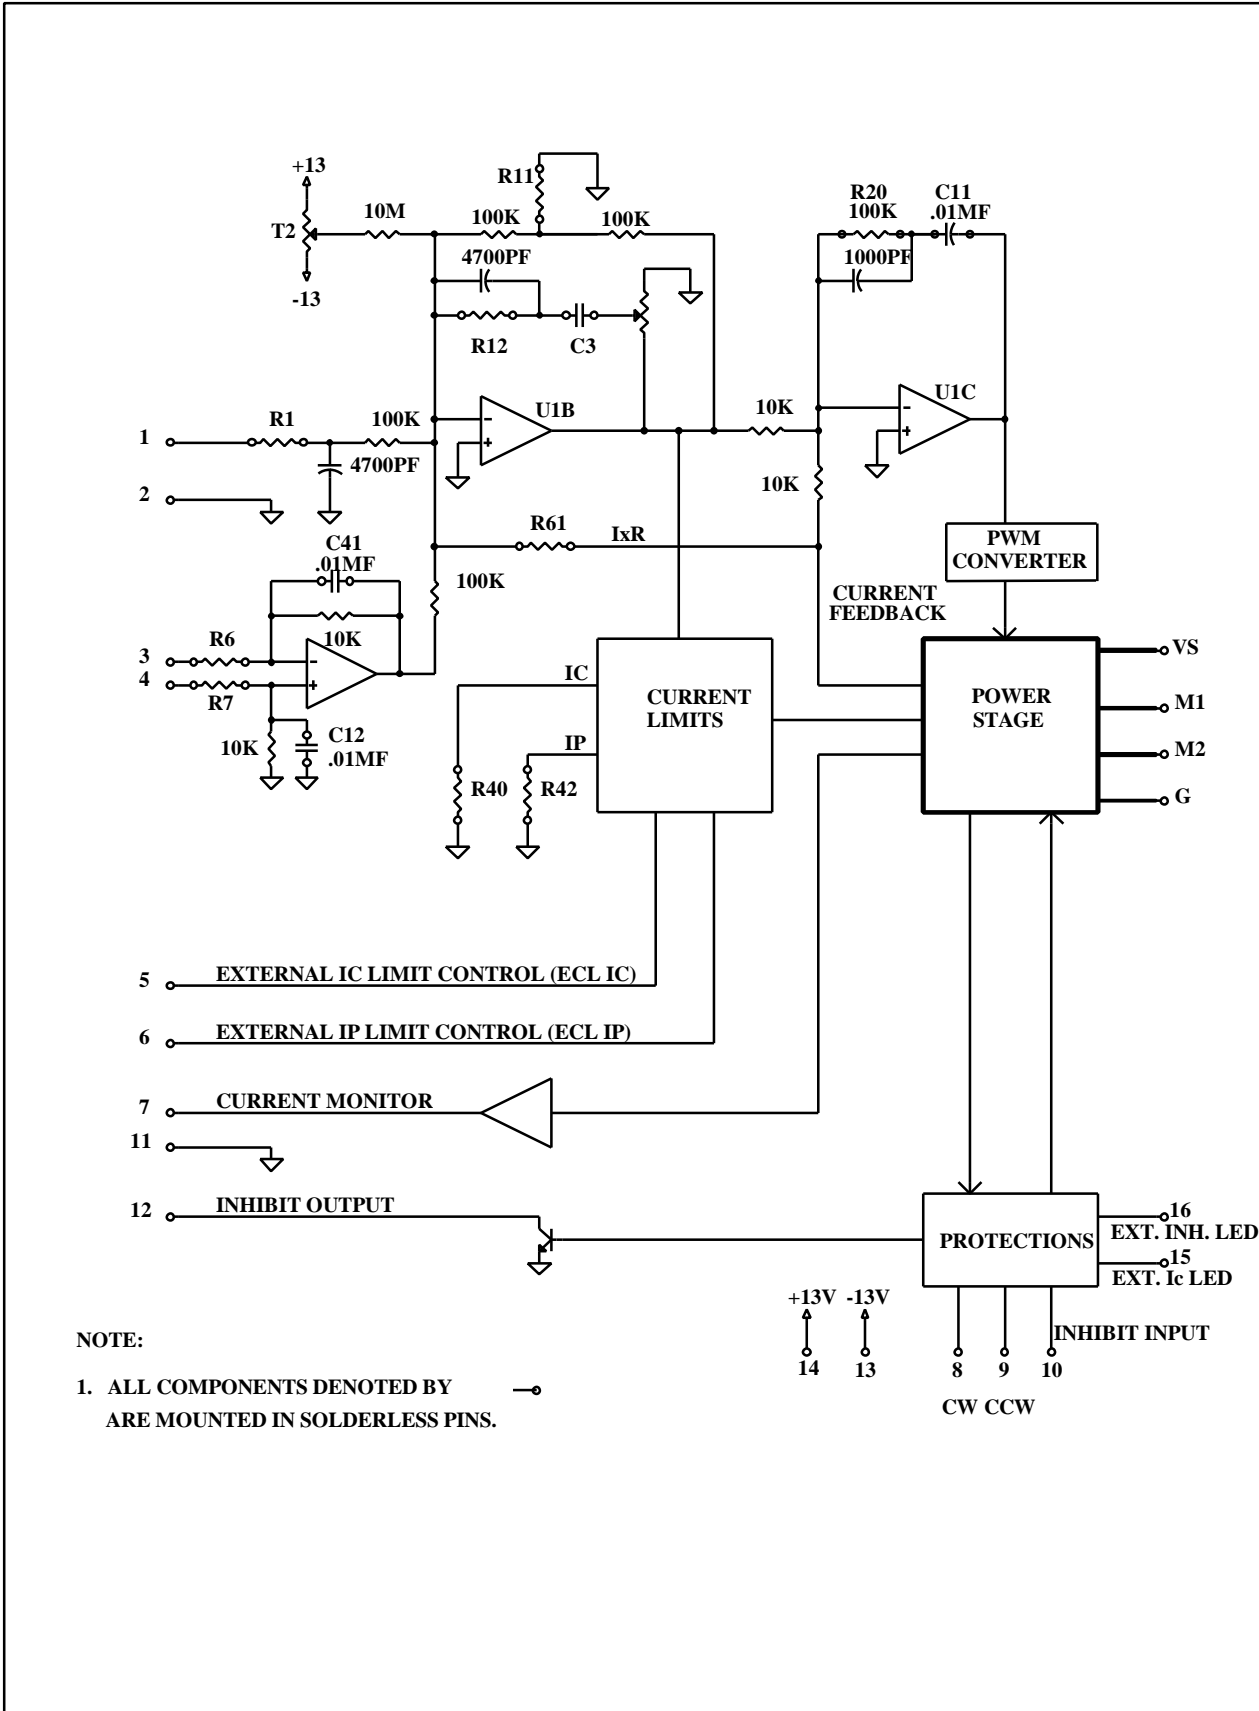 +13
T2
-13
10M
R11
100K
100K
4700PF
R12
C3
R20
100K
C11
.01MF
1000PF
1
R1
100K
4700PF
2
U1B
10K
U1C
10K
R61
IxR
PWM
CONVERTER
C41
.01MF
100K
CURRENT
FEEDBACK
3
R6
10K
4
R7
10K
C12
.01MF
IC
IP
R40
R42
CURRENT
LIMITS
POWER
STAGE
VS
M1
M2
G
5
EXTERNAL IC LIMIT CONTROL (ECL IC)
6
EXTERNAL IP LIMIT CONTROL (ECL IP)
7
CURRENT MONITOR
11
12
INHIBIT OUTPUT
PROTECTIONS
16
EXT. INH. LED
15
EXT. Ic LED
+13V -13V
14
13
8
9
10
INHIBIT INPUT
CW CCW
NOTE:
1. ALL COMPONENTS DENOTED BY
ARE MOUNTED IN SOLDERLESS PINS.